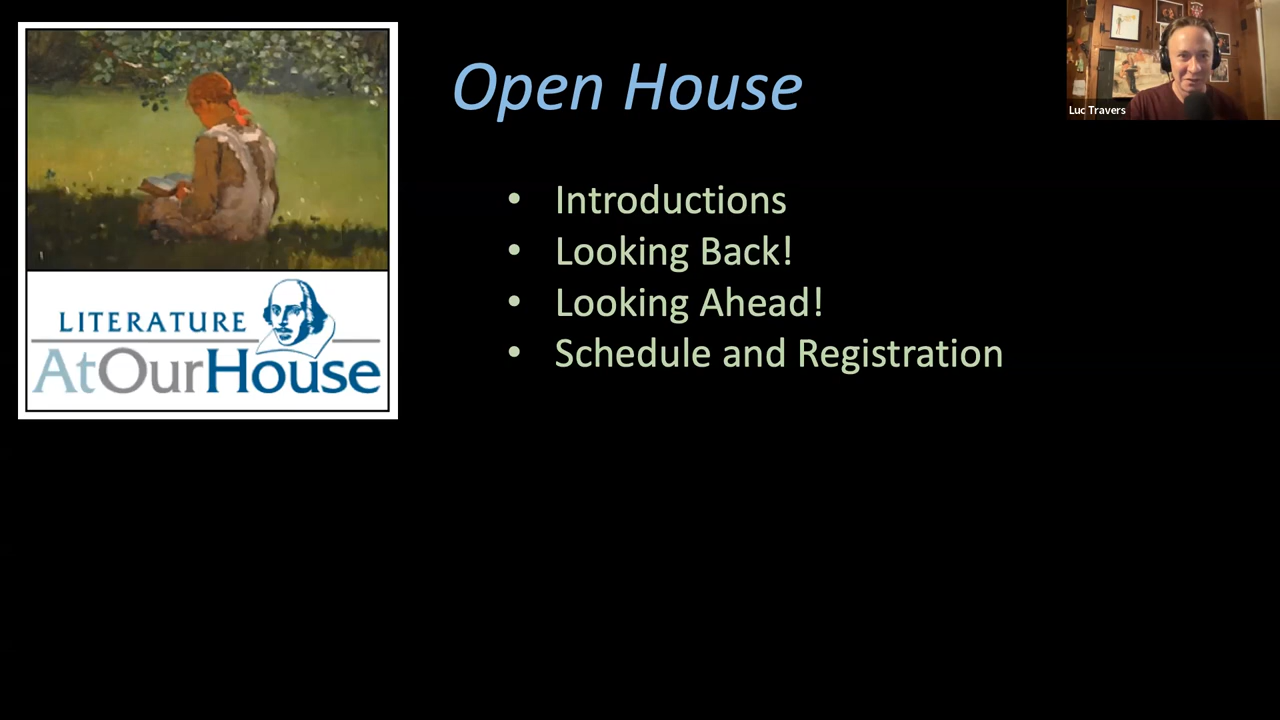 Open House
Luc Travers
• Introductions
• Looking Back!
• Looking Ahead!
• Schedule and Registration
LITERATURE
AtOurHouse